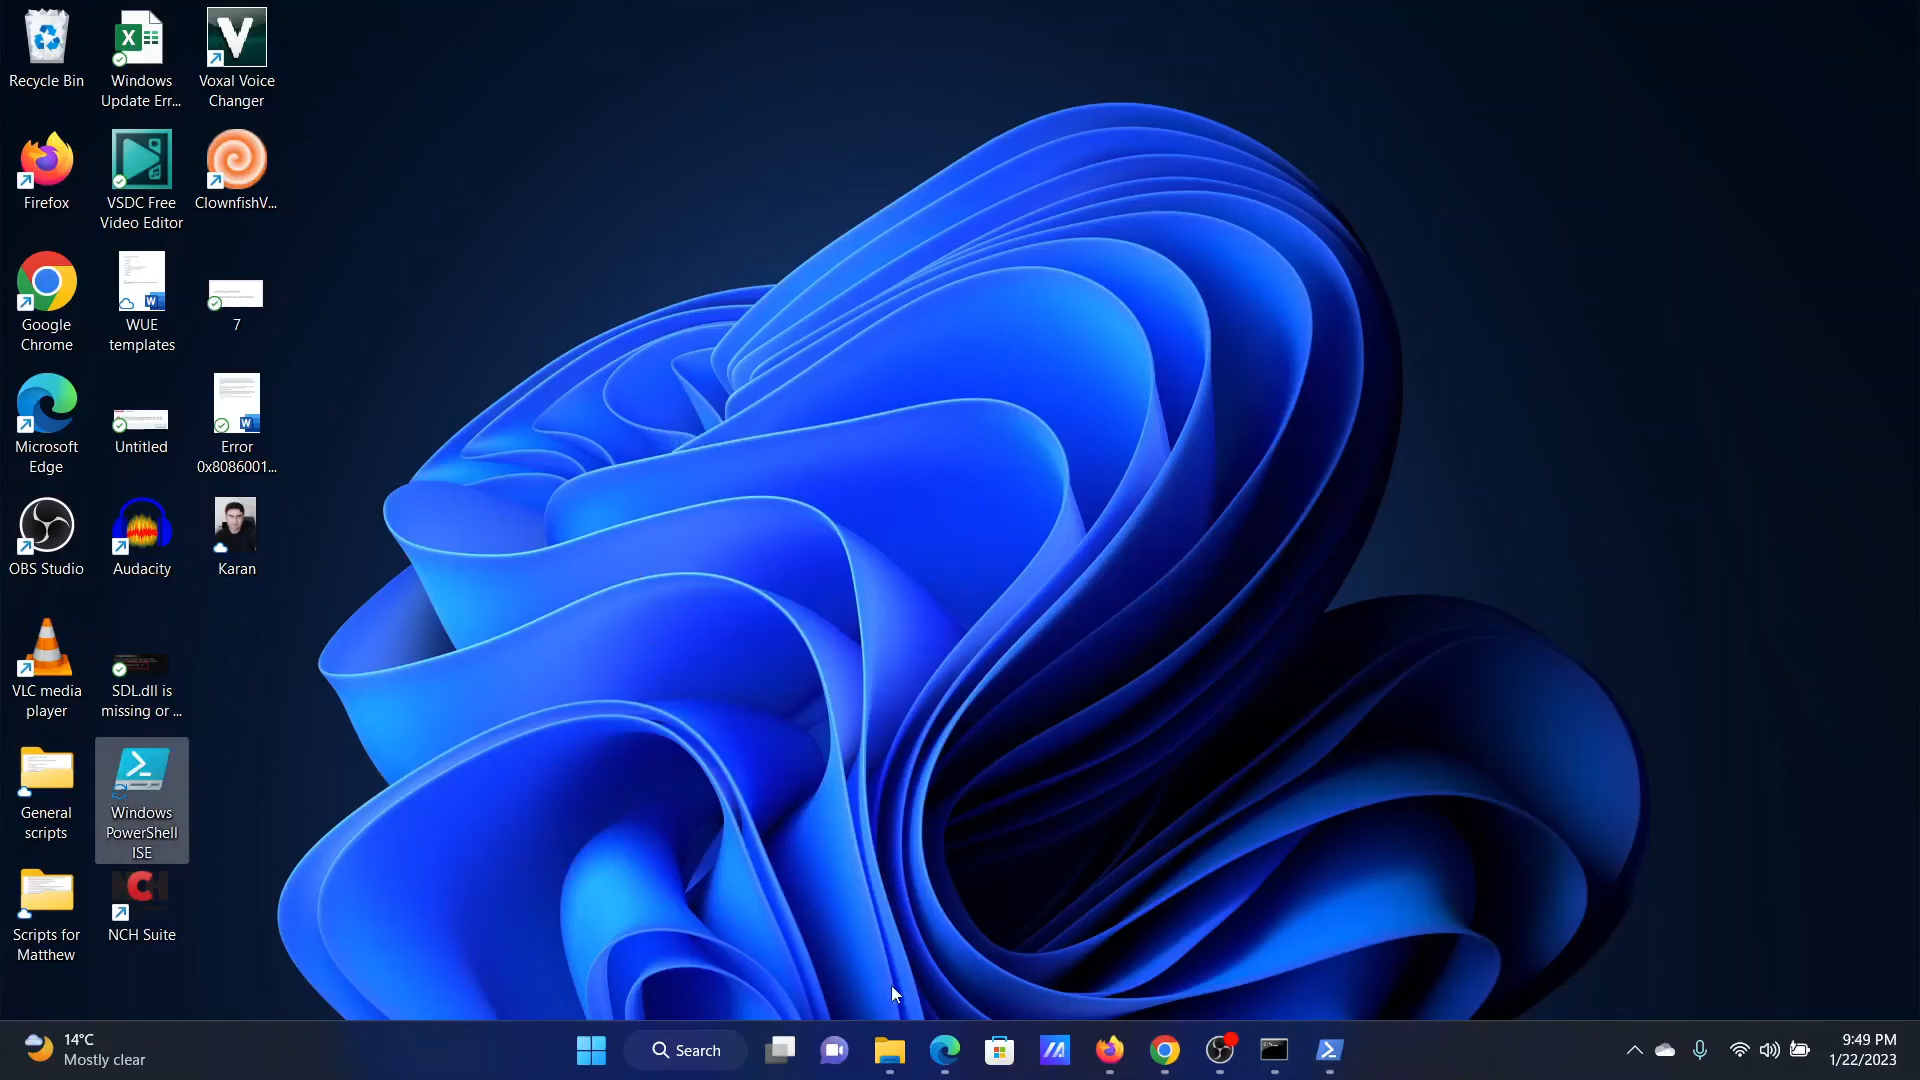 Recycle Bin
Windows
Update Err...
Voxal Voice
Changer
Firefox
VSDC Free
Video Editor
ClownfishV...
Google
Chrome
WUE
templates
7
Microsoft
Edge
Untitled
Error
0x8086001...
OBS Studio
Audacity
Karan
VLC media
player
SDL.dll is
missing or ...
General
scripts
Windows
PowerShell
ISE
Scripts for
Matthew
NCH Suite
14°C
Mostly clear
Search
9:49 PM
1/22/2023